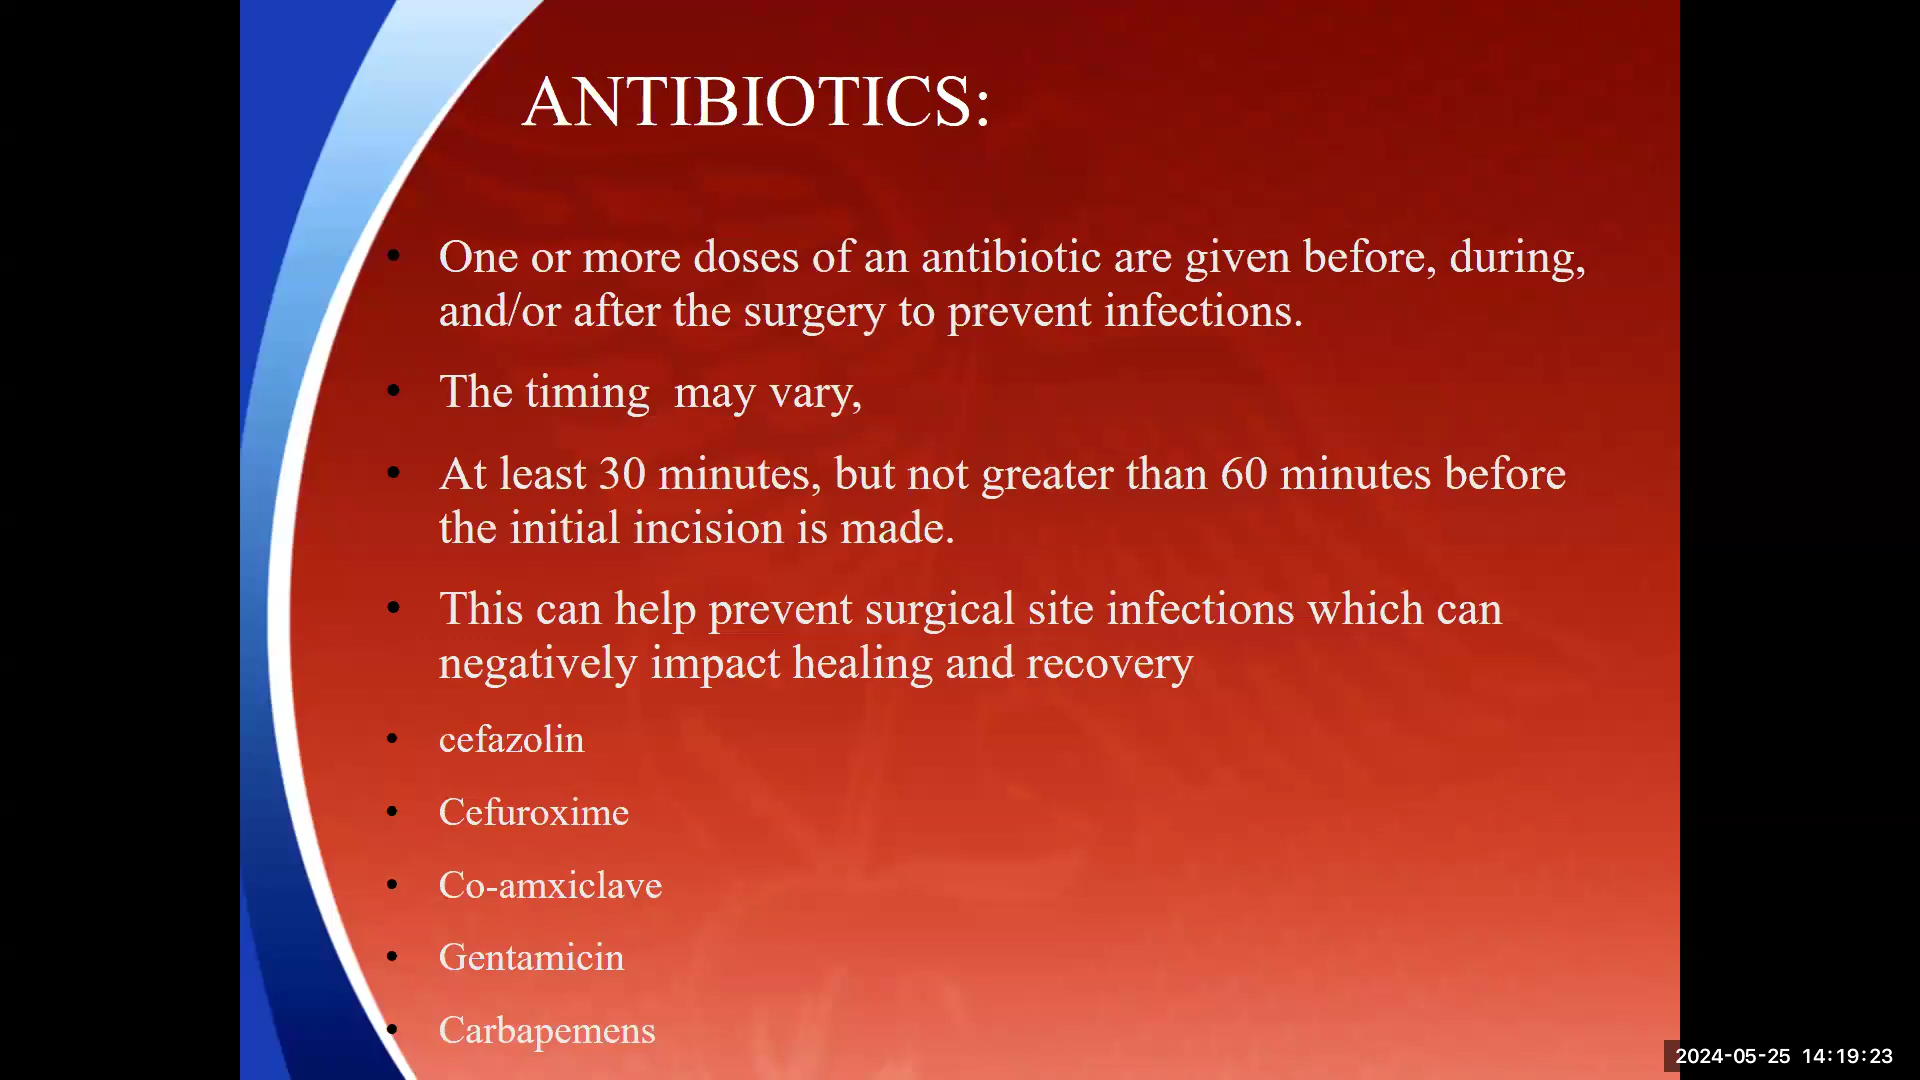 ANTIBIOTICS:
• One or more doses of an antibiotic are given before, during,
and/or after the surgery to prevent infections.
• The timing  may vary,
• At least 30 minutes, but not greater than 60 minutes before
the initial incision is made.
• This can help prevent surgical site infections which can
negatively impact healing and recovery
• cefazolin
• Cefuroxime
• Co-amxiclave
• Gentamicin
• Carbapemens
2024-05-25 14:19:23